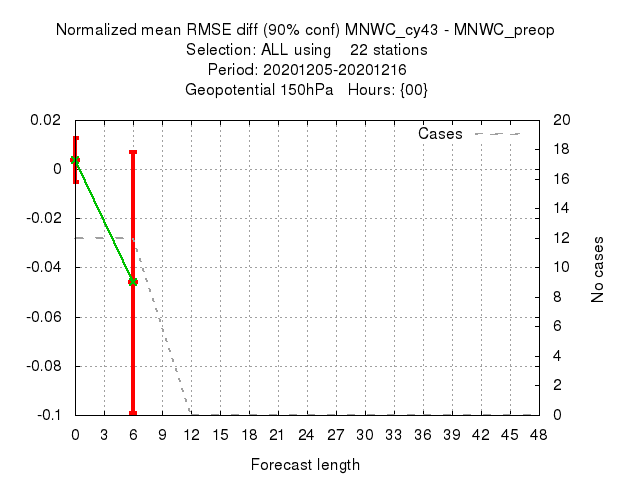 Normalized mean RMSE diff (90% conf) MNWC_cy43 - MNWC_preop
Selection: ALL using    22 stations
Period: 20201205-20201216
Geopotential 150hPa   Hours: {00}
Cases
0.02
0
-0.02
-0.04
-0.06
-0.08
-0.1
20
18
16
14
12
10
8
6
4
2
0
No cases
0 3 6 9 12 15 18 21 24 27 30 33 36 39 42 45 48
Forecast length